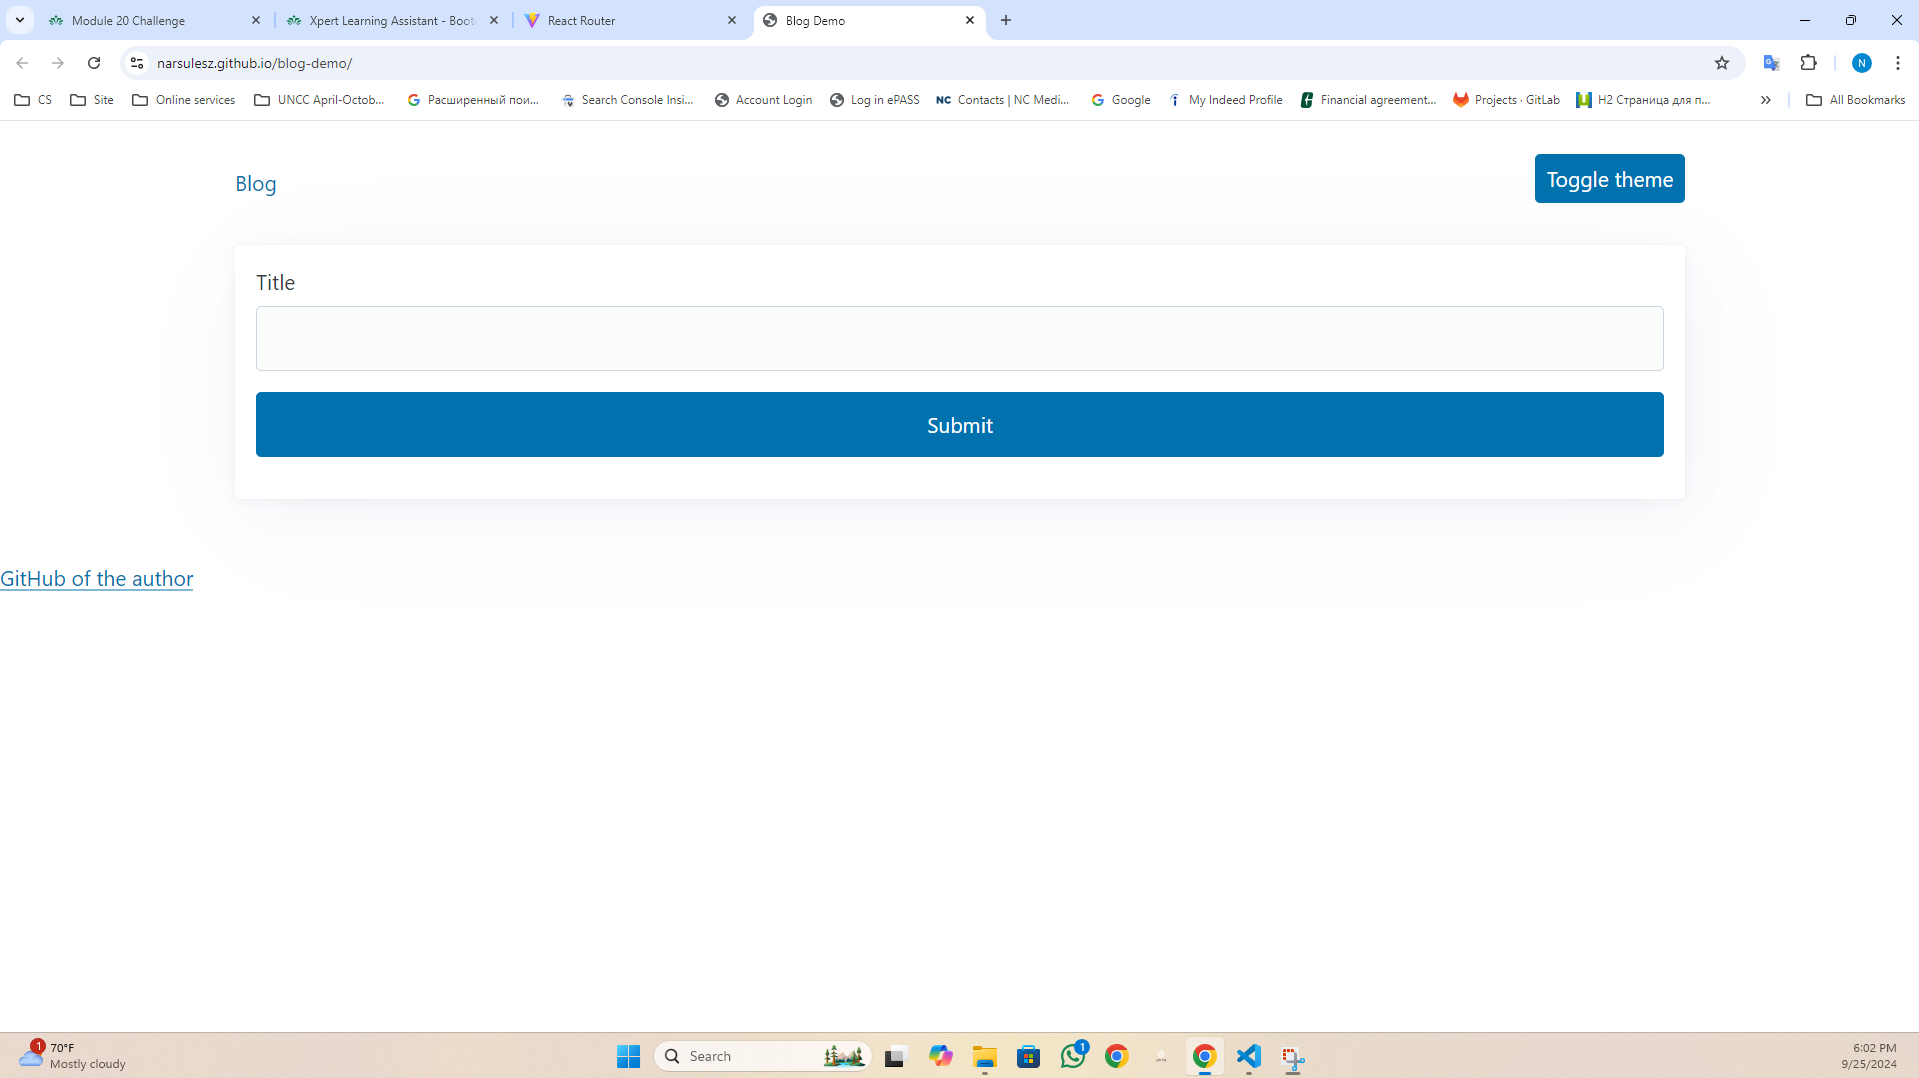 Module 20 Challenge
Xpert Learning Assistant - Boot
React Router
Blog Demo
narsulesz.github.io/blog-demo/
N
CS
Site
Online services
UNCC April-Octob...
Расширенный пои...
Search Console Insi...
Account Login
Log in ePASS
NC Contacts | NC Medi...
Google
My Indeed Profile
Financial agreement...
Projects · GitLab
H2 Страница для п...
All Bookmarks
Blog
Toggle theme
Title
Submit
GitHub of the author
1
70°F
Mostly cloudy
Search
1
6:02 PM
9/25/2024